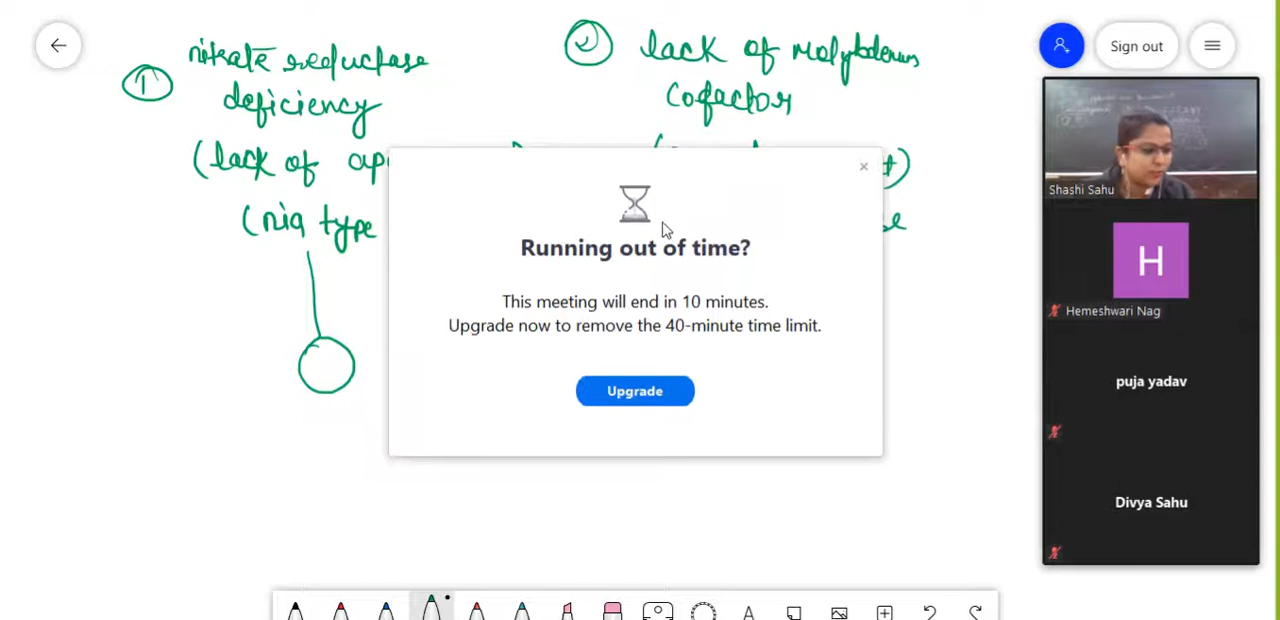 nitrate reductase
①
deficiency
(lack of
(nia type
② lack of Molybdenum
cofactor
Running out of time?
This meeting will end in 10 minutes.
Upgrade now to remove the 40-minute time limit.
Upgrade
Sign out
Shashi Sahu
H
Hemeshwari Nag
puja yadav
Divya Sahu
A